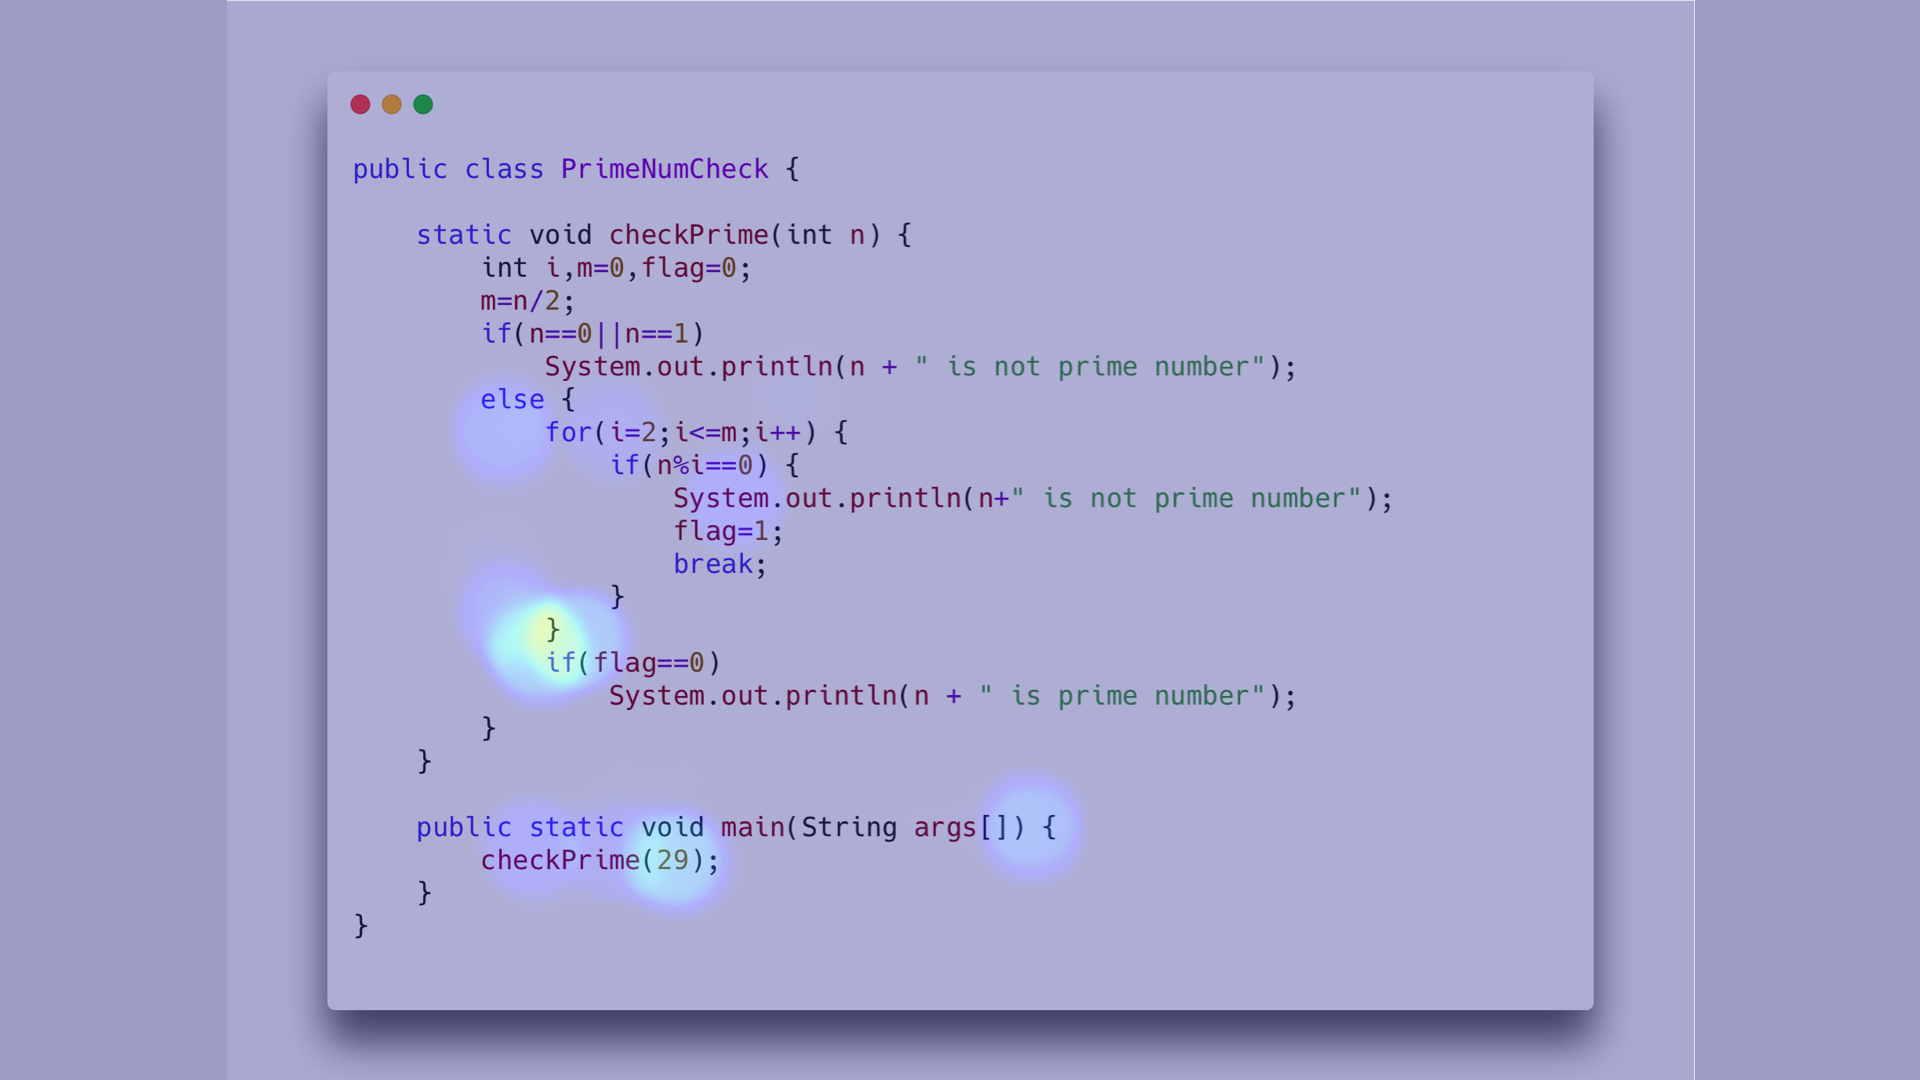 public class PrimeNumCheck {
static void checkPrime(int n) {
int i,m=0,flag=0;
m=n/2;
if(n==0||n==1)
System.out.println(n + " is not prime number");
else {
for(i=2;i<=m;i++) {
if(n%i==0) {
System.out.println(n+" is not prime number");
flag=1;
break;
}
}
if(flag==0)
System.out.println(n + " is prime number");
}
}
public static void main(String args[]) {
checkPrime(29);
}
}